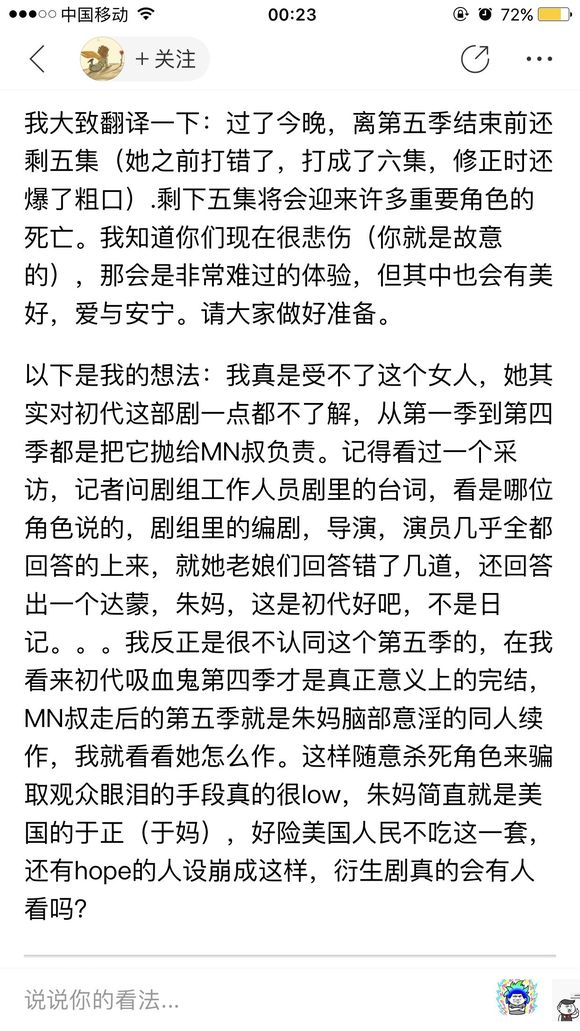 中国移动
00:23
72%
+ 关注
我大致翻译一下：过了今晚，离第五季结束前还
剩五集（她之前打错了，打成了六集，修正时还
爆了粗口）.剩下五集将会迎来许多重要角色的
死亡。我知道你们现在很悲伤（你就是故意
的），那会是非常难过的体验，但其中也会有美
好，爱与安宁。请大家做好准备。
以下是我的想法：我真是受不了这个女人，她其
实对初代这部剧一点都不了解，从第一季到第四
季都是把它抛给MN叔负责。记得看过一个采
访，记者问剧组工作人员剧里的台词，看是哪位
角色说的，剧组里的编剧，导演，演员几乎全都
回答的上来，就她老娘们回答错了几道，还回答
出一个达蒙，朱妈，这是初代好吧，不是日
记。。。我反正是很不认同这个第五季的，在我
看来初代吸血鬼第四季才是真正意义上的完结，
MN叔走后的第五季就是朱妈脑部意淫的同人续
作，我就看看她怎么作。这样随意杀死角色来骗
取观众眼泪的手段真的很low，朱妈简直就是美
国的于正（于妈），好险美国人民不吃这一套，
还有hope的人设崩成这样，衍生剧真的会有人
看吗？
说说你的看法...